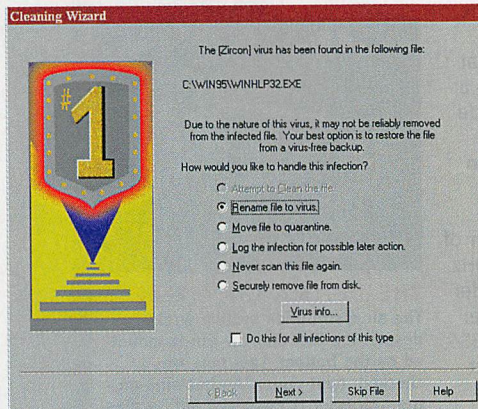 Cleaning Wizard
#1
The [Zircon] virus has been found in the following file:
C:\WIN95\WINHLP32.EXE
Due to the nature of this virus, it may not be reliably removed
from the infected file. Your best option is to restore the file
from a virus-free backup.
How would you like to handle this infection?
Attempt to Clean the file.
Rename file to virus.
Move file to quarantine.
Log the infection for possible later action.
Never scan this file again.
Securely remove file from disk.
Virus info...
Do this for all infections of this type
< Back
Next >
Skip File
Help